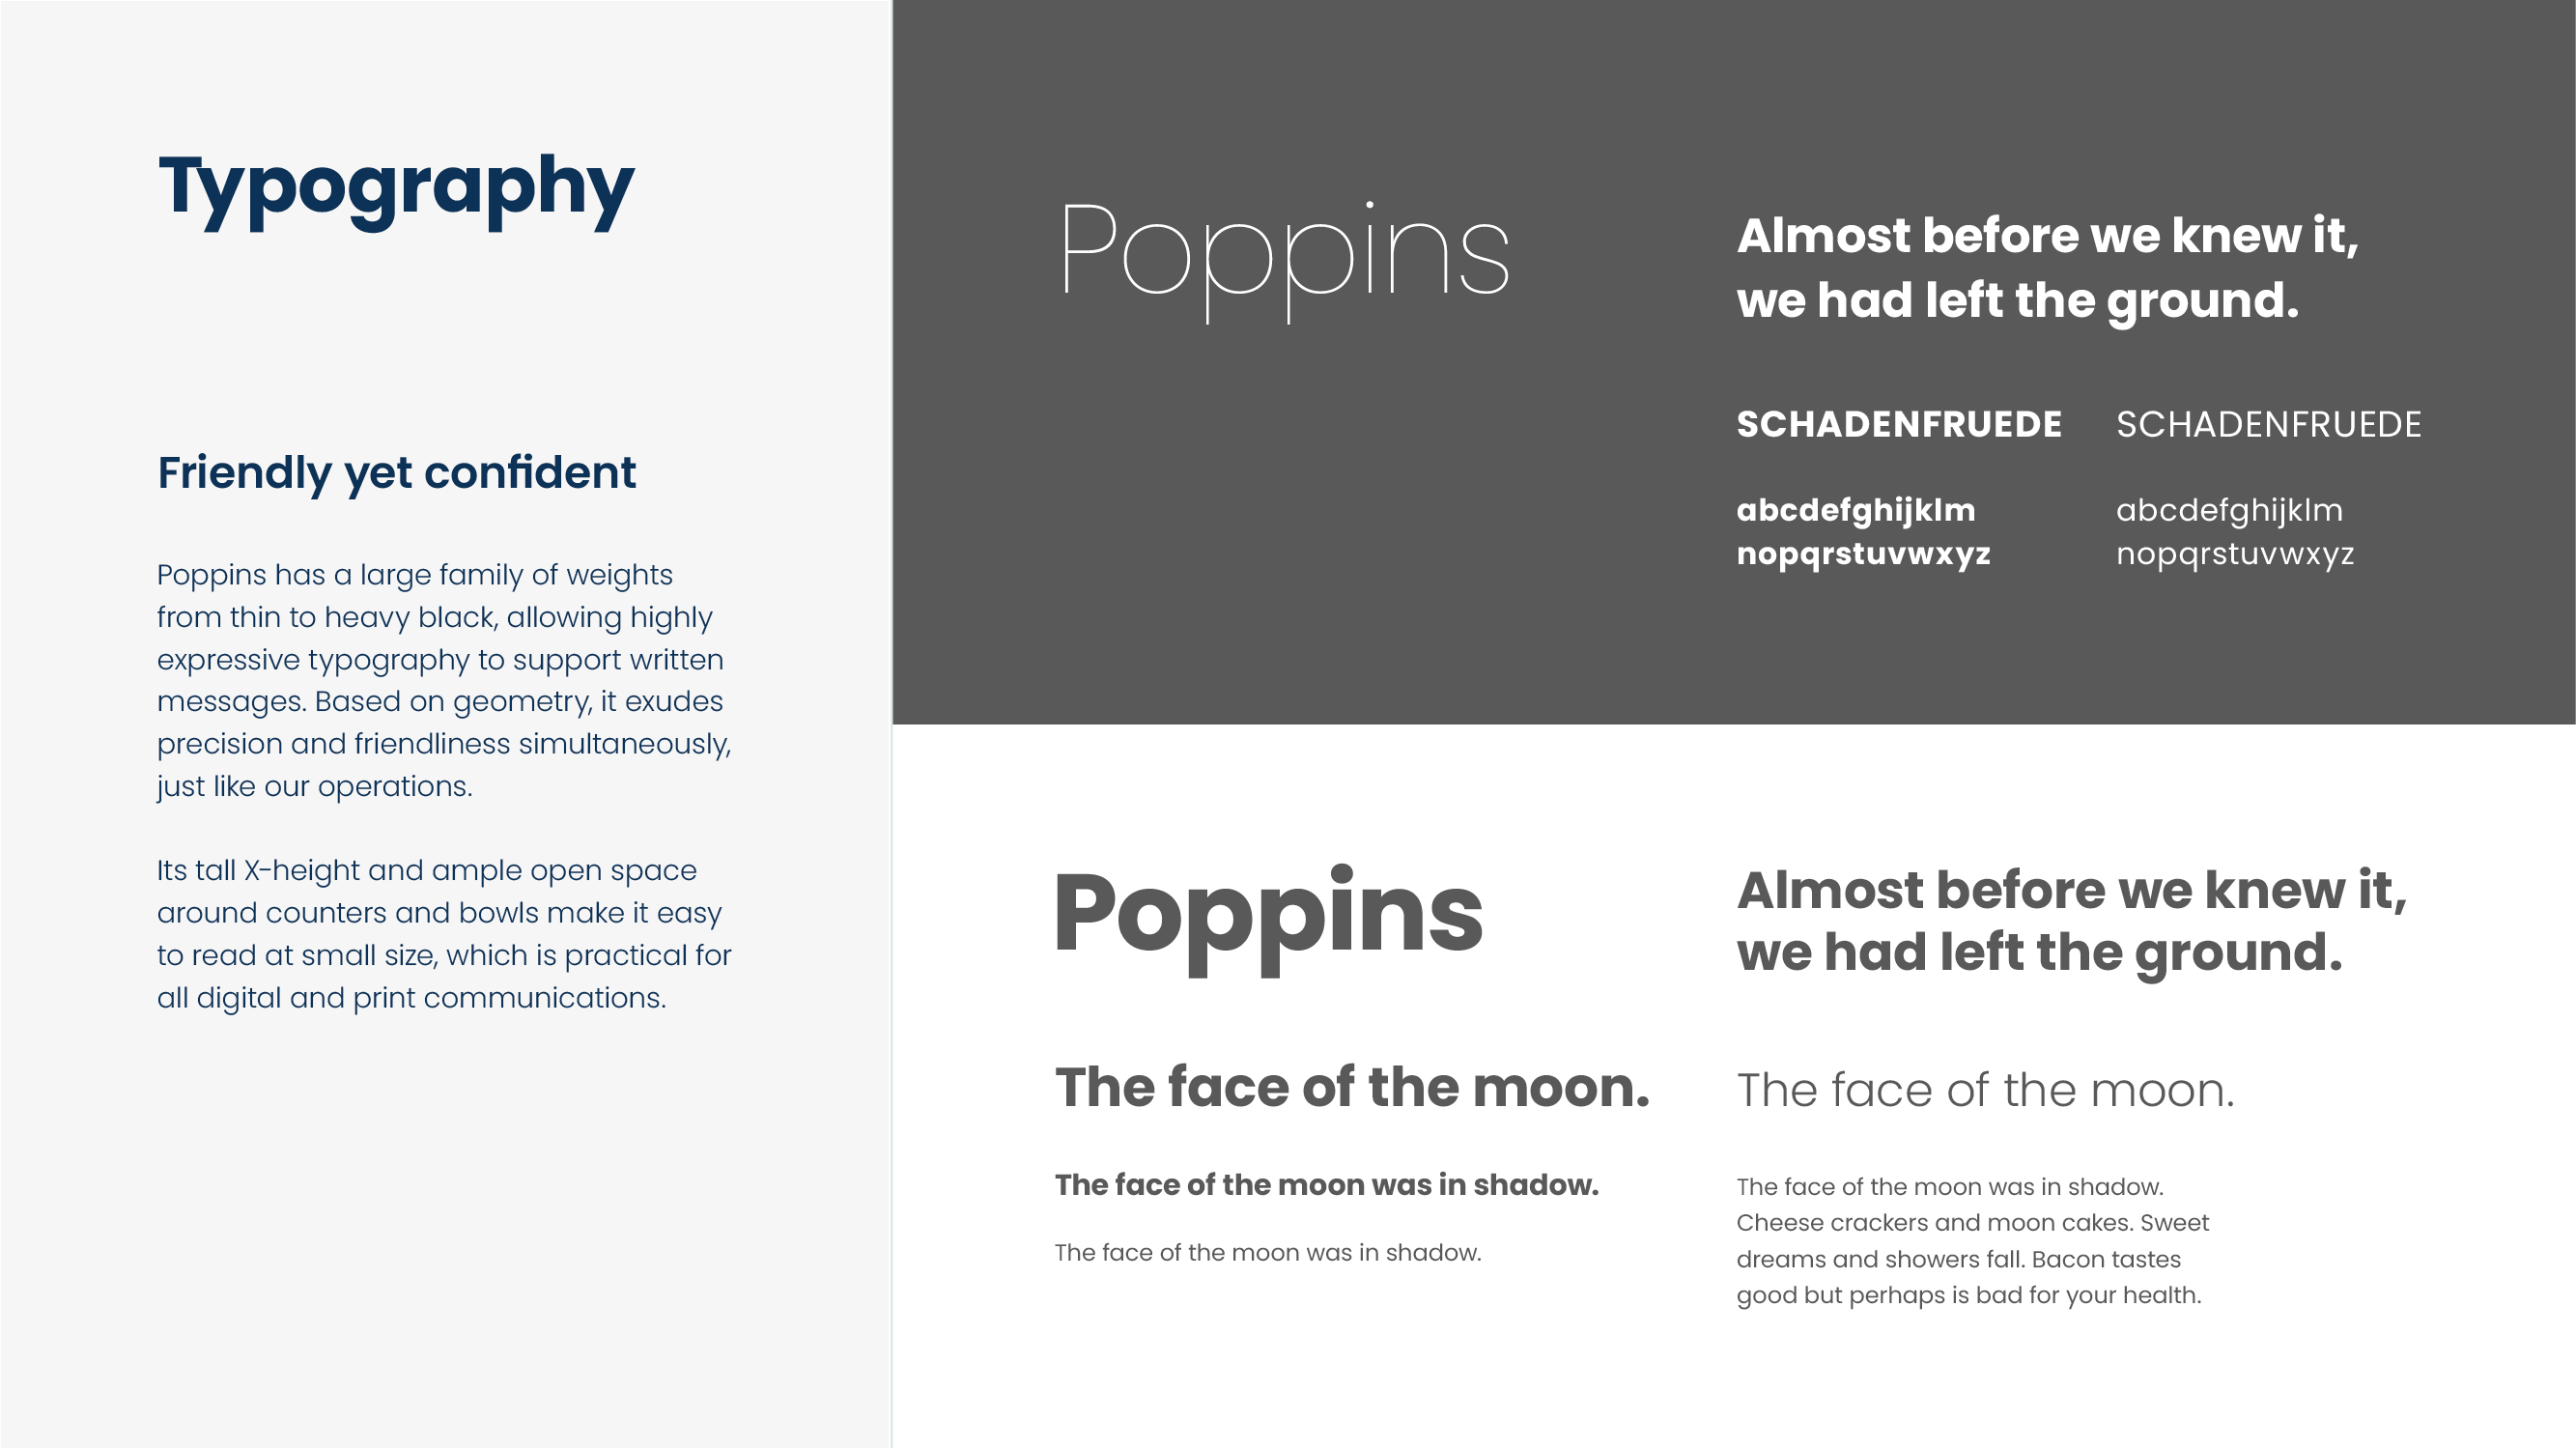 Typography
Friendly yet confident
Poppins has a large family of weights
from thin to heavy black, allowing highly
expressive typography to support written
messages. Based on geometry, it exudes
precision and friendliness simultaneously,
just like our operations.
Its tall X-height and ample open space
around counters and bowls make it easy
to read at small size, which is practical for
all digital and print communications.
Poppins
Almost before we knew it,
we had left the ground.
SCHADENFRUEDE
SCHADENFRUEDE
abcdefghijklm
nopqrstuvwxyz
abcdefghijklm
nopqrstuvwxyz
Poppins
The face of the moon.
The face of the moon was in shadow.
The face of the moon was in shadow.
Almost before we knew it,
we had left the ground.
The face of the moon.
The face of the moon was in shadow.
Cheese crackers and moon cakes. Sweet
dreams and showers fall. Bacon tastes
good but perhaps is bad for your health.